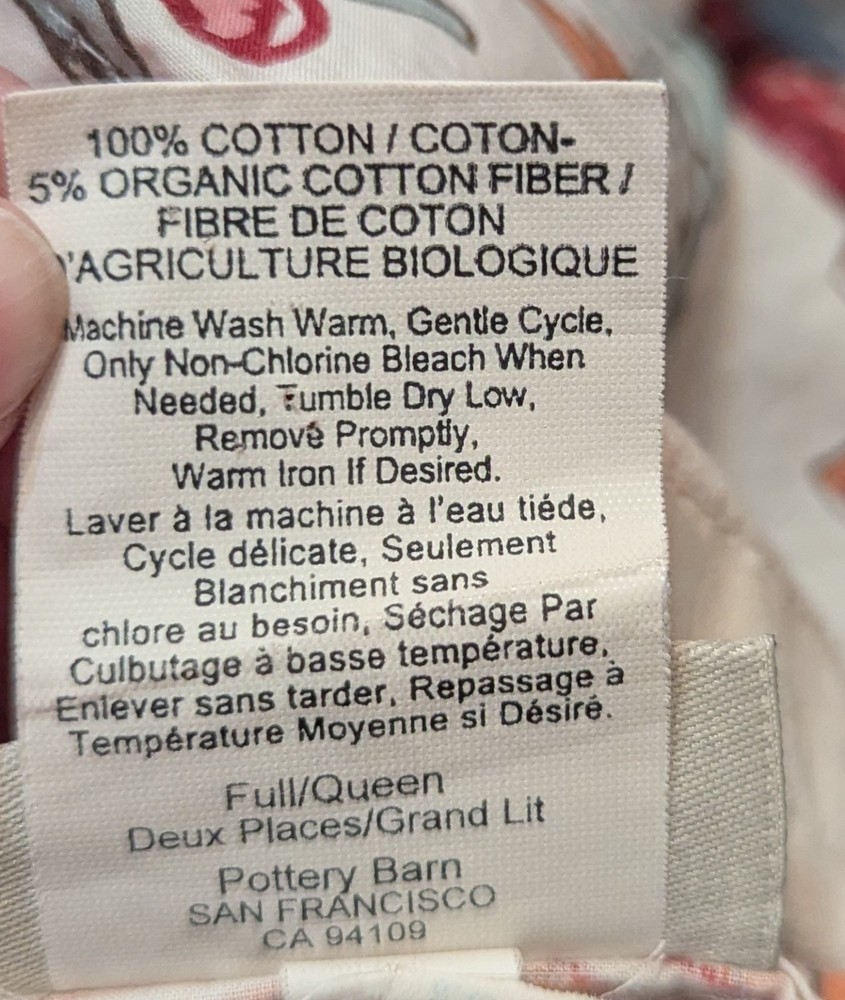 100% COTTON / COTON-
5% ORGANIC COTTON FIBER /
FIBRE DE COTON
'AGRICULTURE BIOLOGIQUE
Machine Wash Warm, Gentle Cycle,
Only Non-Chlorine Bleach When
Needed, Tumble Dry Low,
Remove Promptly,
Warm Iron If Desired.
Laver à la machine à l'eau tiéde,
Cycle délicate, Seulement
Blanchiment sans
chlore au besoin, Séchage Par
Culbutage à basse température,
Enlever sans tarder, Repassage à
Température Moyenne si Désiré.
Full/Queen
Deux Places/Grand Lit
Pottery Barn
SAN FRANCISCO
CA 94109